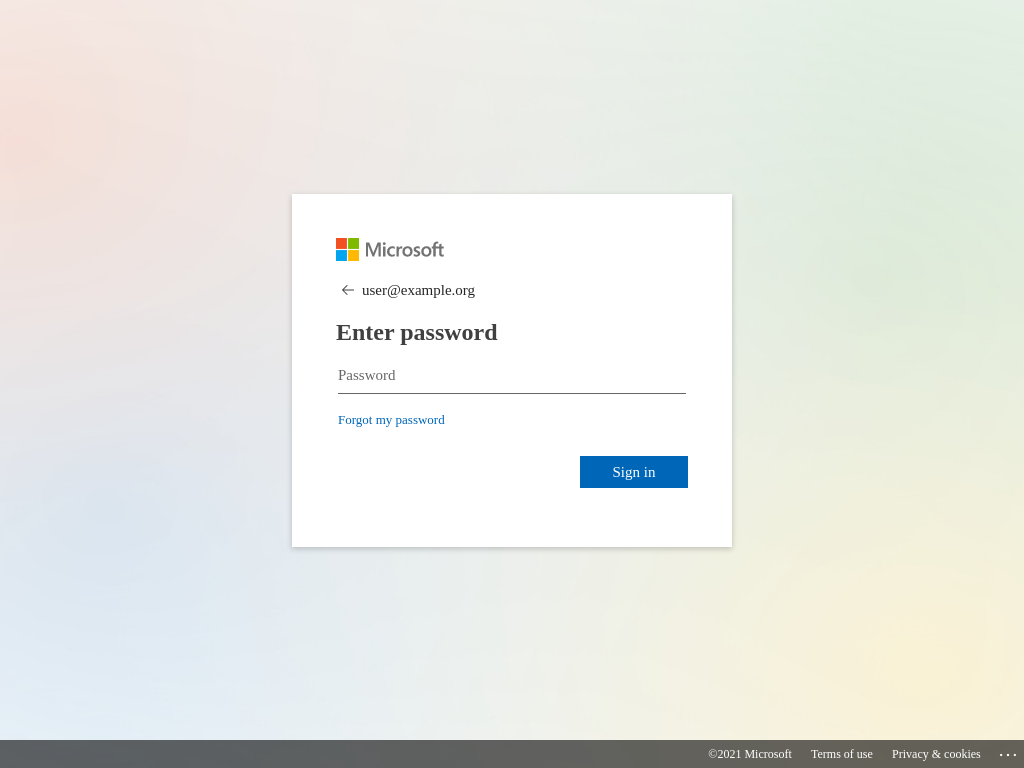 Microsoft
user@example.org
Enter password
Password
Forgot my password
Sign in
©2021 Microsoft Terms of use Privacy & cookies ...